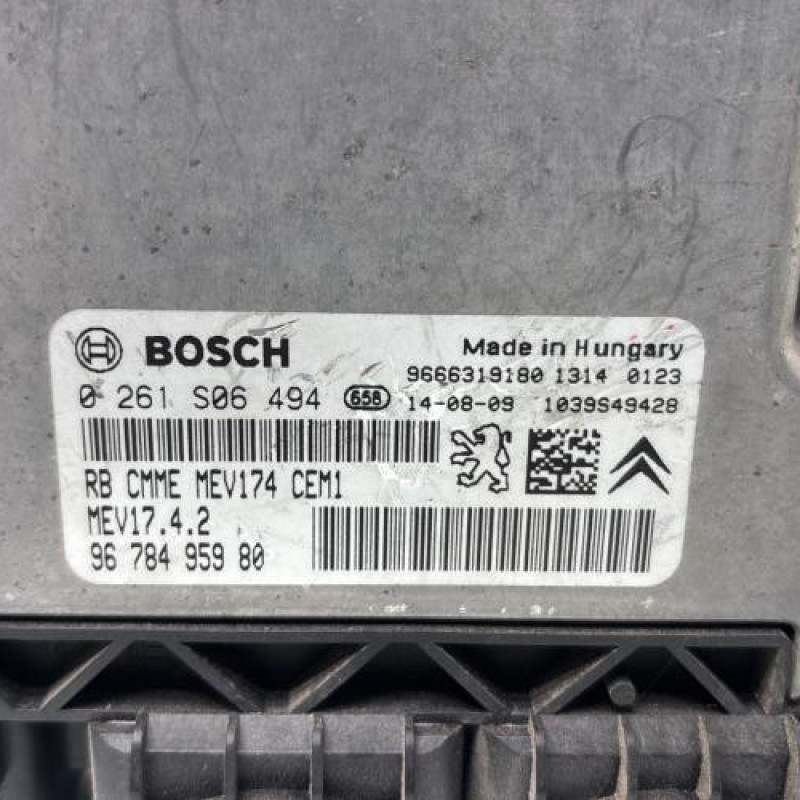 BOSCH
Made in Hungary
9666319180 1314 0123
0 261 S06 494 658 14-08-09 1039S49428
RB CMME MEV174 CEM1
MEV17.4.2
96 784 959 80